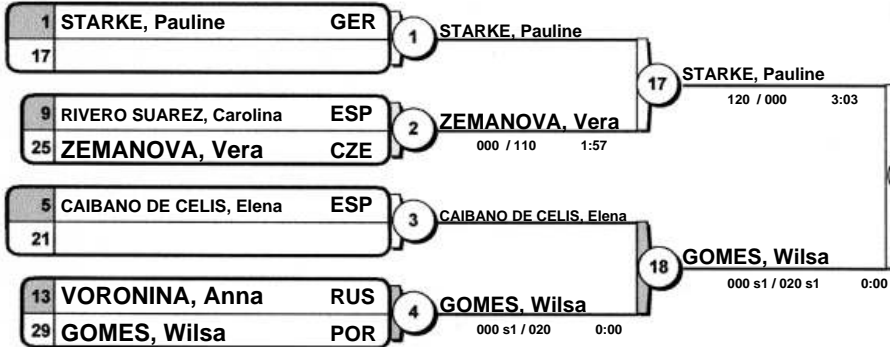 1 STARKE, Pauline GER
17
1
STARKE, Pauline
9 RIVERO SUAREZ, Carolina ESP
25 ZEMANOVA, Vera CZE
2
ZEMANOVA, Vera
000 / 110 1:57
17
STARKE, Pauline
120 / 000 3:03
5 CAIBANO DE CELIS, Elena ESP
21
3
CAIBANO DE CELIS, Elena
13 VORONINA, Anna RUS
29 GOMES, Wilsa POR
4
GOMES, Wilsa
000 s1 / 020 0:00
18
GOMES, Wilsa
000 s1 / 020 s1 0:00